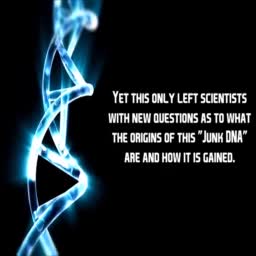 Yet this only left scientists
with new questions as to what
the origins of this "Junk DNA"
are and how it is gained.